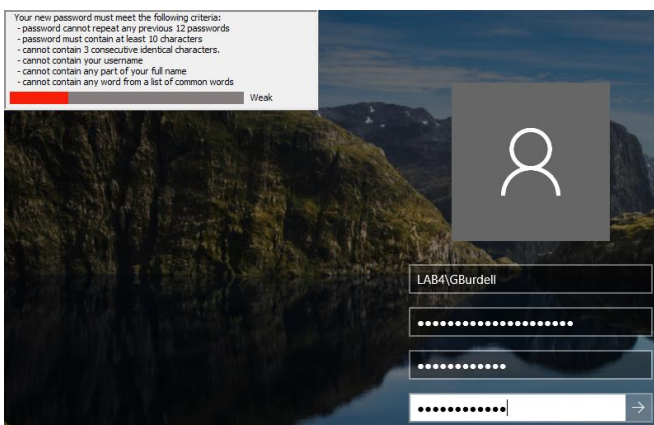 Your new password must meet the following criteria:
- password cannot repeat any previous 12 passwords
- password must contain at least 10 characters
- cannot contain 3 consecutive identical characters.
- cannot contain your username
- cannot contain any part of your full name
- cannot contain any word from a list of common words
Weak
LAB4\GBurdell